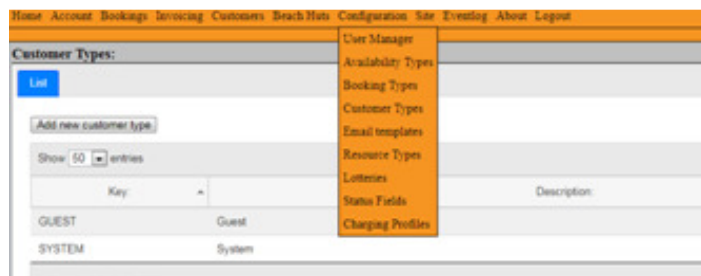 Home Account Bookings Invoicing Customers Beach Huts Configuration Site Eventlog About Logout
User Manager
Customer Types:
Availability Types
List
Booking Types
Customer Types
Add new customer type
Email templates
Show 50 entries
Resource Types
Lotteries
Key: Description:
Status Fields
GUEST Guest
Charging Profiles
SYSTEM System